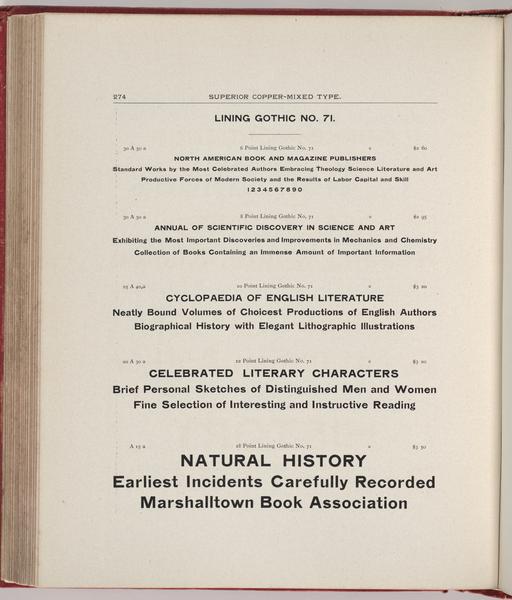 274 SUPERIOR COPPER-MIXED TYPE.
LINING GOTHIC NO. 71.
30 A 50 a 6 Point Lining Gothic No. 71 $2 60
NORTH AMERICAN BOOK AND MAGAZINE PUBLISHERS
Standard Works by the Most Celebrated Authors Embracing Theology Science Literature and Art
Productive Forces of Modern Society and the Results of Labor Capital and Skill
1234567890
30 A 50 a 8 Point Lining Gothic No. 71 $2 95
ANNUAL OF SCIENTIFIC DISCOVERY IN SCIENCE AND ART
Exhibiting the Most Important Discoveries and Improvements in Mechanics and Chemistry
Collection of Books Containing an Immense Amount of Important Information
25 A 40 a 10 Point Lining Gothic No. 71 $3 20
CYCLOPAEDIA OF ENGLISH LITERATURE
Neatly Bound Volumes of Choicest Productions of English Authors
Biographical History with Elegant Lithographic Illustrations
20 A 30 a 12 Point Lining Gothic No. 71 $3 20
CELEBRATED LITERARY CHARACTERS
Brief Personal Sketches of Distinguished Men and Women
Fine Selection of Interesting and Instructive Reading
A 15 a 18 Point Lining Gothic No. 71 $3 50
NATURAL HISTORY
Earliest Incidents Carefully Recorded
Marshalltown Book Association